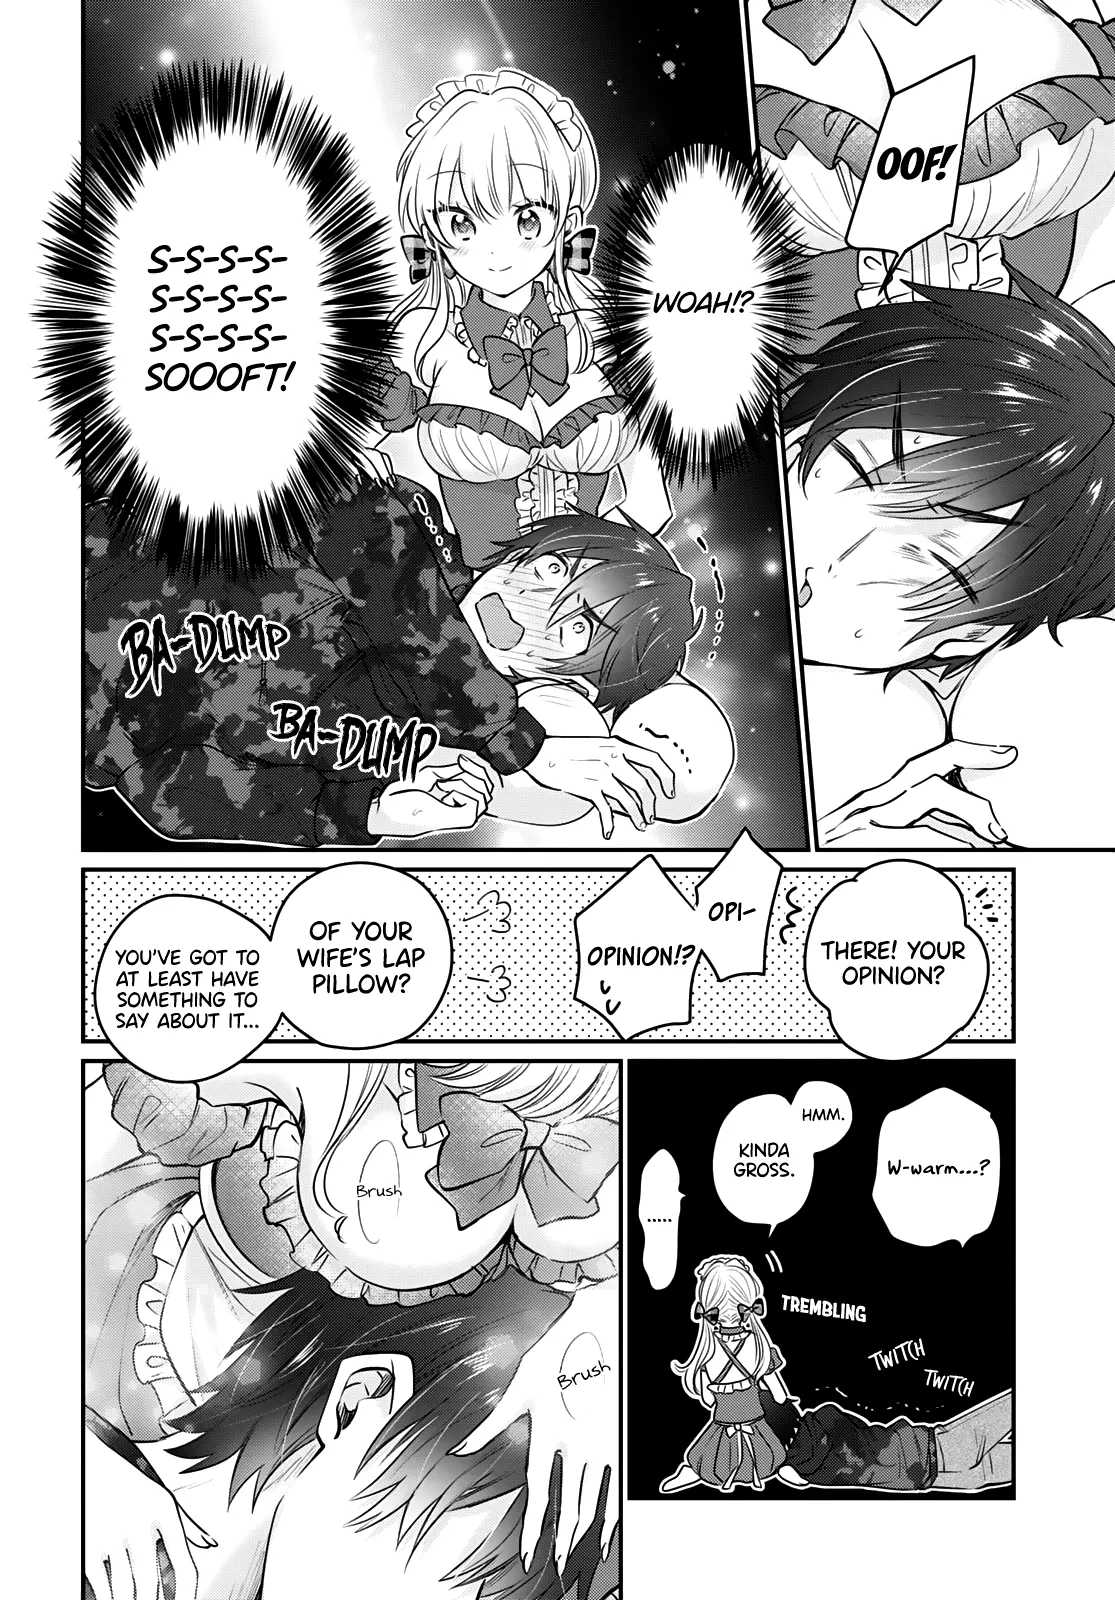 OOF!
WOAH!?
S-S-S-S-
S-S-S-S-
S-S-S-S-
SOOOFT!
BA-DUMP
BA-DUMP
THERE! YOUR
OPINION?
OPI-
OPINION!?
OF YOUR
WIFE'S LAP
PILLOW?
YOU'VE GOT TO
AT LEAST HAVE
SOMETHING TO
SAY ABOUT IT...
W-warm...?
HMM.
KINDA
GROSS.
.....
TREMBLING
TWITCH
TWITCH
Brush
Brush